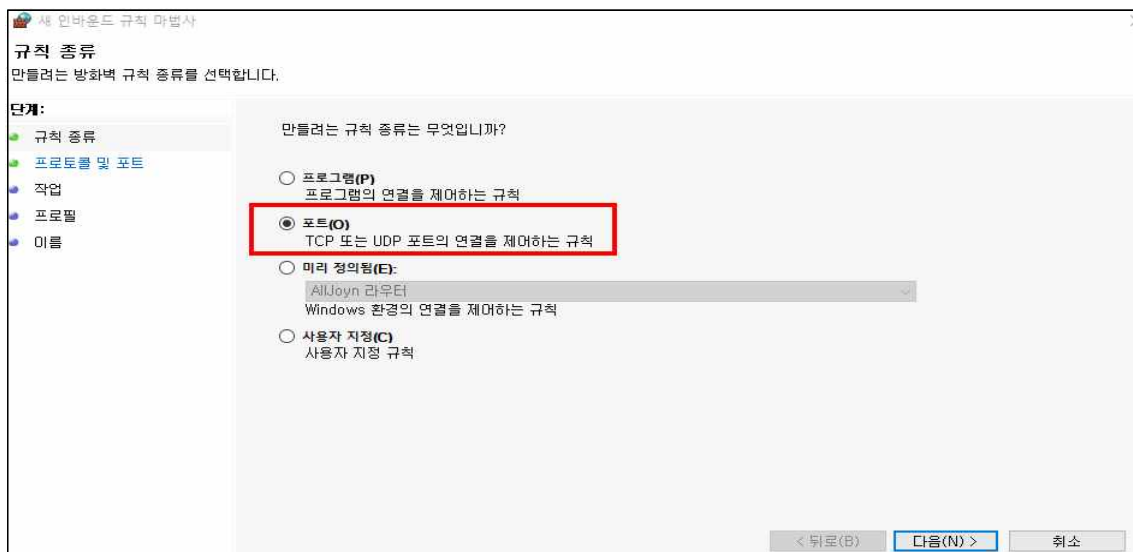 새 인바운드 규칙 마법사
규칙 종류
만들려는 방화벽 규칙 종류를 선택합니다.
단계:
규칙 종류
프로토콜 및 포트
작업
프로필
이름
만들려는 규칙 종류는 무엇입니까?
프로그램(P)
프로그램의 연결을 제어하는 규칙
포트(O)
TCP 또는 UDP 포트의 연결을 제어하는 규칙
미리 정의됨(E):
AllJoyn 라우터
Windows 환경의 연결을 제어하는 규칙
사용자 지정(C)
사용자 지정 규칙
< 뒤로(B) 다음(N) > 취소